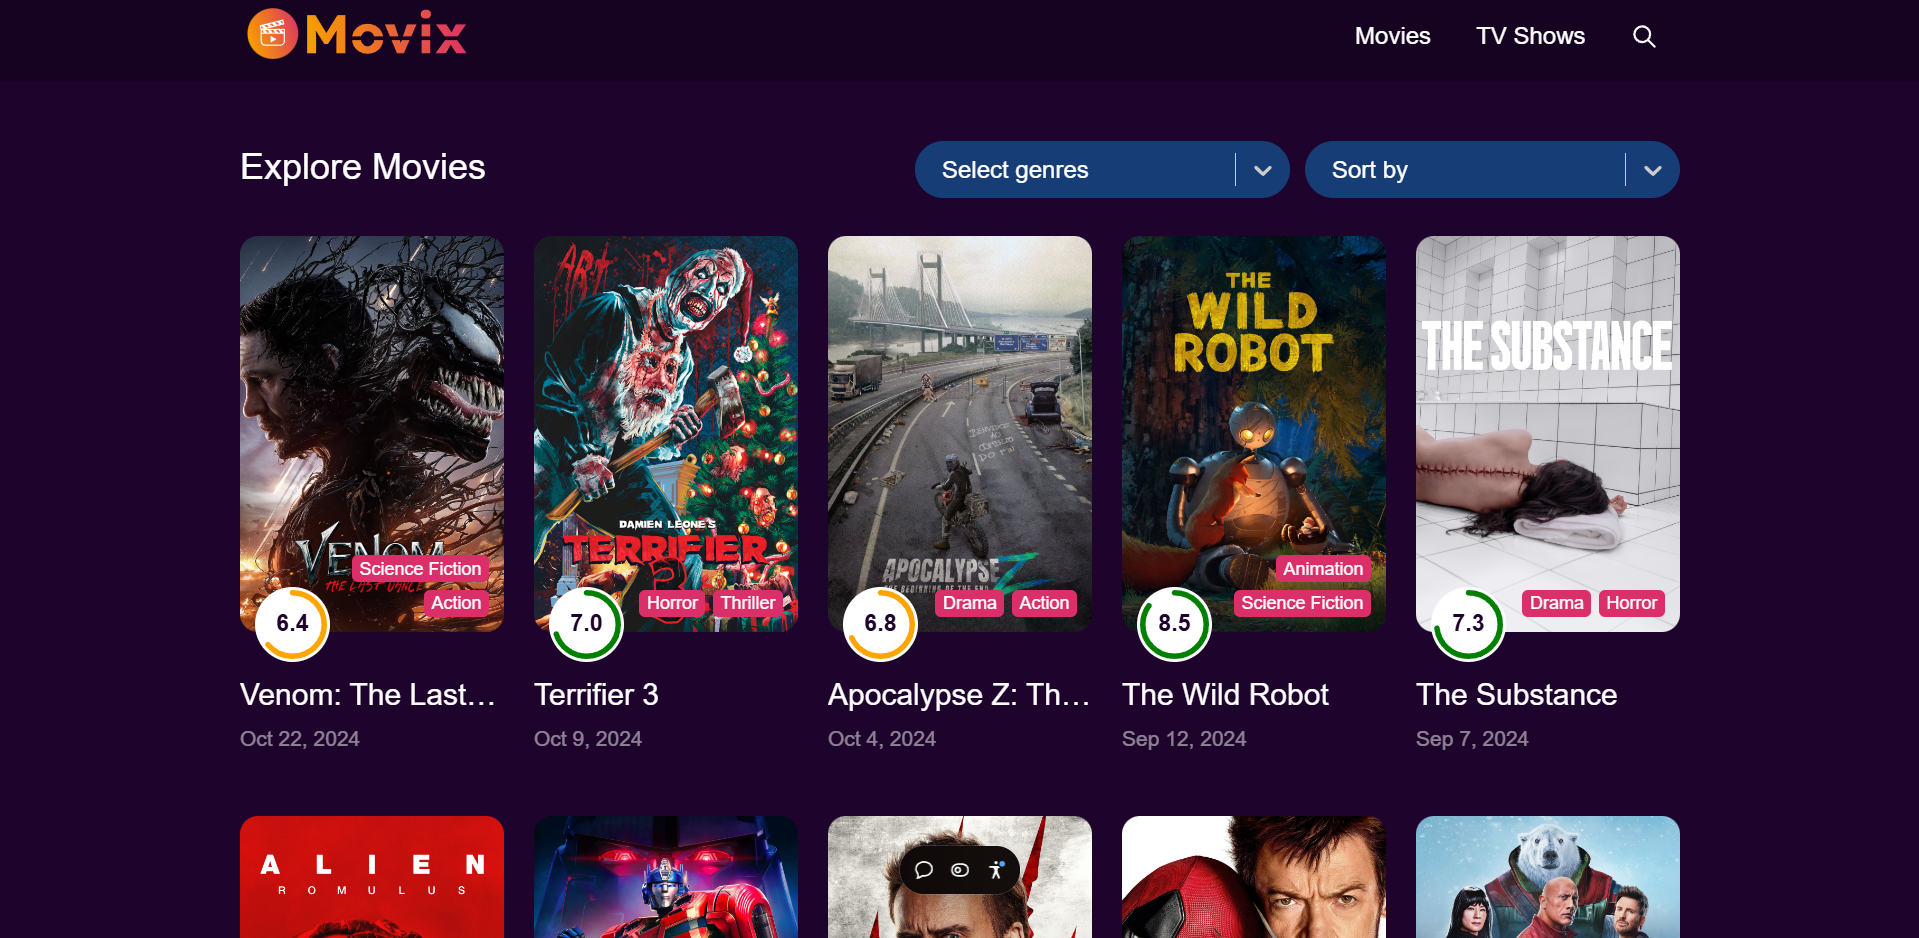 Movix
Movies
TV Shows
Explore Movies
Select genres
Sort by
VENOM
THE LAST DANCE
Science Fiction
Action
6.4
Venom: The Last...
Oct 22, 2024
ART
DAMIEN LEONE'S
TERRIFIER
3
Horror
Thriller
7.0
Terrifier 3
Oct 9, 2024
APOCALYPSE Z
THE BEGINNING OF THE END
Drama
Action
6.8
Apocalypse Z: Th...
Oct 4, 2024
THE
WILD
ROBOT
Animation
Science Fiction
8.5
The Wild Robot
Sep 12, 2024
THE SUBSTANCE
Drama
Horror
7.3
The Substance
Sep 7, 2024
ALIEN
ROMULUS